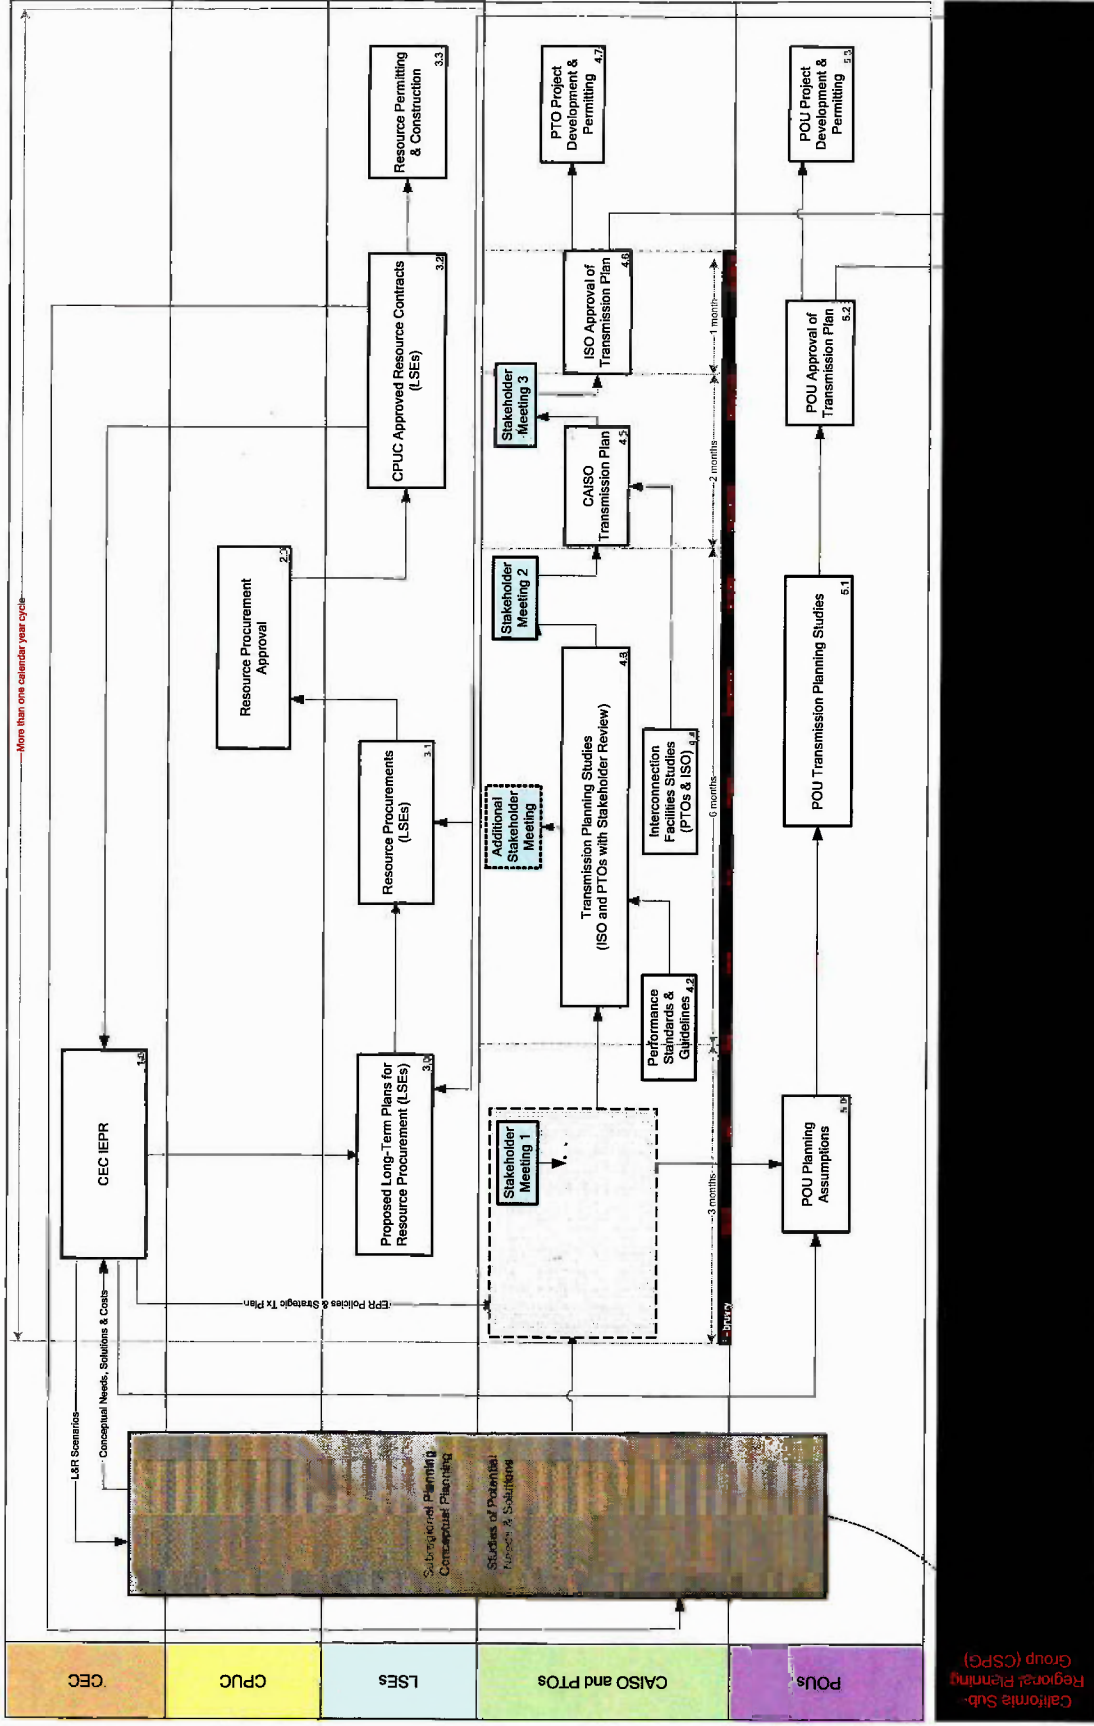 More than one calendar year cycle
CEC
CPUC
LSEs
CAISO and PTOs
POUs
California Sub-
Regional Planning
Group (CSPG)
L&R Scenarios
Conceptual Needs, Solutions & Costs
Subregional Planning
Conceptual Planning
Studies of Potential
Needs & Solutions
CEC IEPR
EPR Policies & Strategic Tx Plan
Resource Procurement
Approval
Proposed Long-Term Plans for
Resource Procurement (LSEs)
3.0
Resource Procurements
(LSEs)
3.1
CPUC Approved Resource Contracts
(LSEs)
3.2
Resource Permitting
& Construction
3.3
Stakeholder
Meeting 1
Additional
Stakeholder
Meeting
Stakeholder
Meeting 2
Stakeholder
Meeting 3
Transmission Planning Studies
(ISO and PTOs with Stakeholder Review)
4.3
CAISO
Transmission Plan
4.5
ISO Approval of
Transmission Plan
4.6
PTO Project
Development &
Permitting
4.7
Performance
Standards &
Guidelines
4.2
Interconnection
Facilities Studies
(PTOs & ISO)
4.4
3 months
6 months
2 months
1 month
POU Planning
Assumptions
5.0
POU Transmission Planning Studies
5.1
POU Approval of
Transmission Plan
5.2
POU Project
Development &
Permitting
5.3